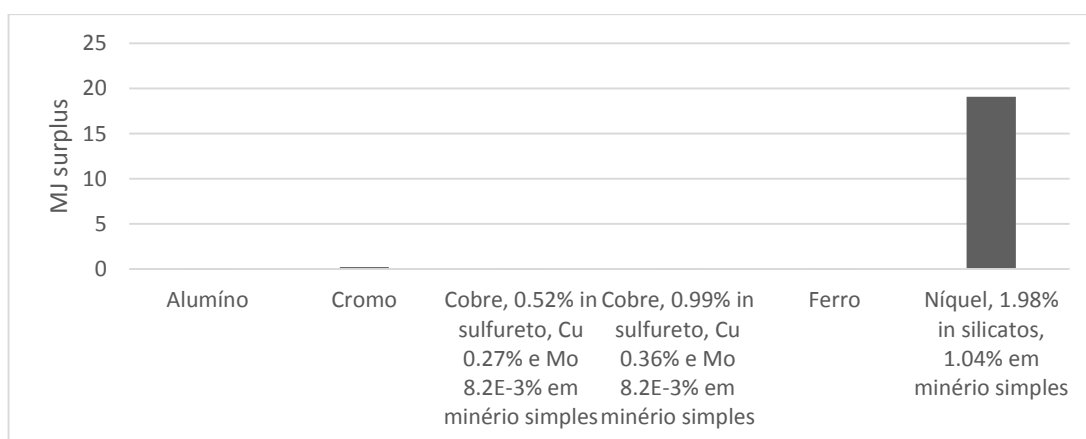 25
20
15
10
5
0
MJ surplus
Alumíno
Cromo
Cobre, 0.52% in
sulfureto, Cu
0.27% e Mo
8.2E-3% em
minério simples
Cobre, 0.99% in
sulfureto, Cu
0.36% e Mo
8.2E-3% em
minério simples
Ferro
Níquel, 1.98%
in silicatos,
1.04% em
minério simples